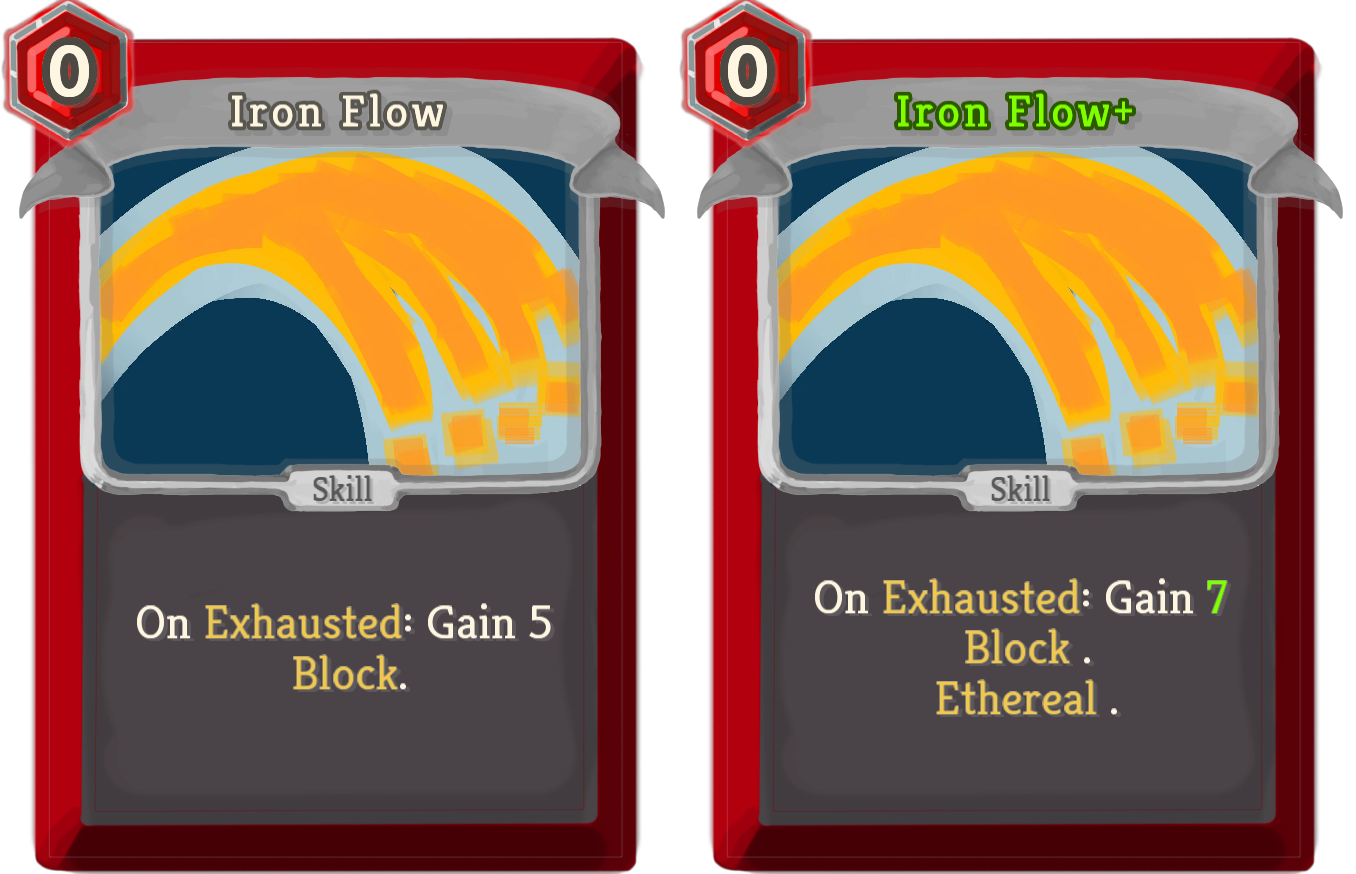 0
Iron Flow
Skill
On Exhausted: Gain 5
Block.
0
Iron Flow+
Skill
On Exhausted: Gain 7
Block .
Ethereal .